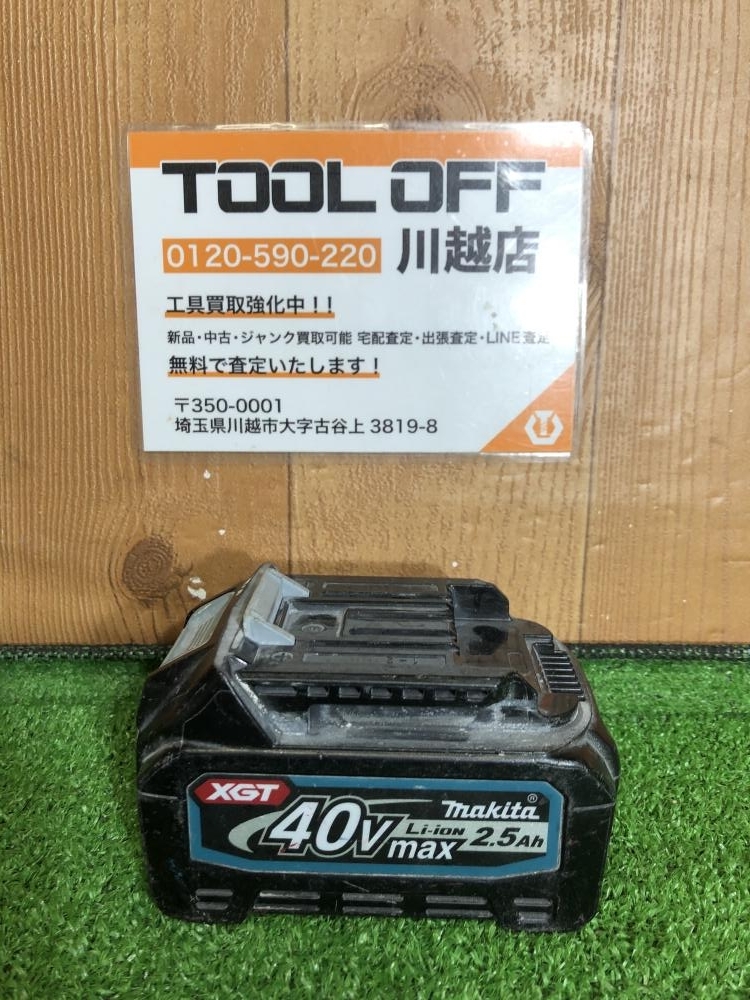 TOOL OFF
0120-590-220 川越店
工具買取強化中！！
新品・中古・ジャンク買取可能 宅配査定・出張査定・LINE査定
無料で査定いたします！
〒350-0001
埼玉県川越市大字古谷上 3819-8
XGT
makita®
40Vmax Li-ion 2.5Ah